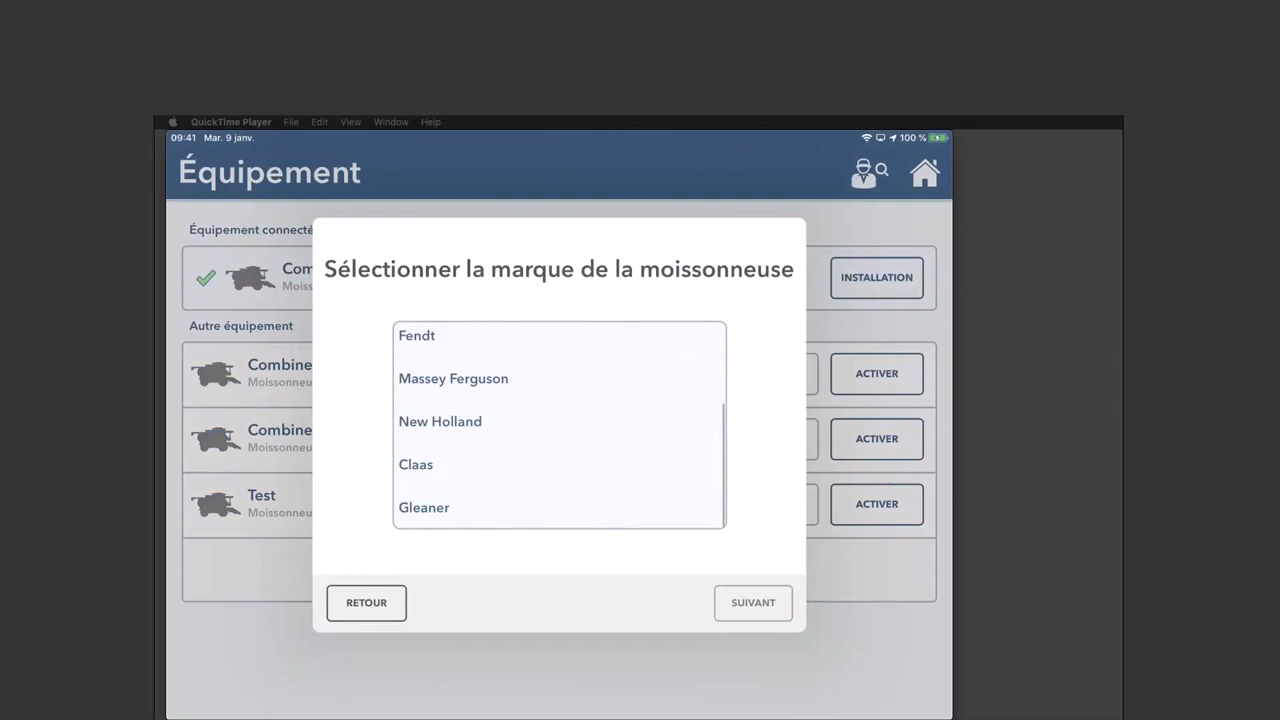 QuickTime Player File Edit View Window Help
09:41 Mar. 9 janv. 100 %
Équipement
Équipement connecté
Com
Moiss
INSTALLATION
Autre équipement
Combine
Moissonneu
ACTIVER
Combine
Moissonneu
ACTIVER
Test
Moissonneu
ACTIVER
Sélectionner la marque de la moissonneuse
Fendt
Massey Ferguson
New Holland
Claas
Gleaner
RETOUR
SUIVANT